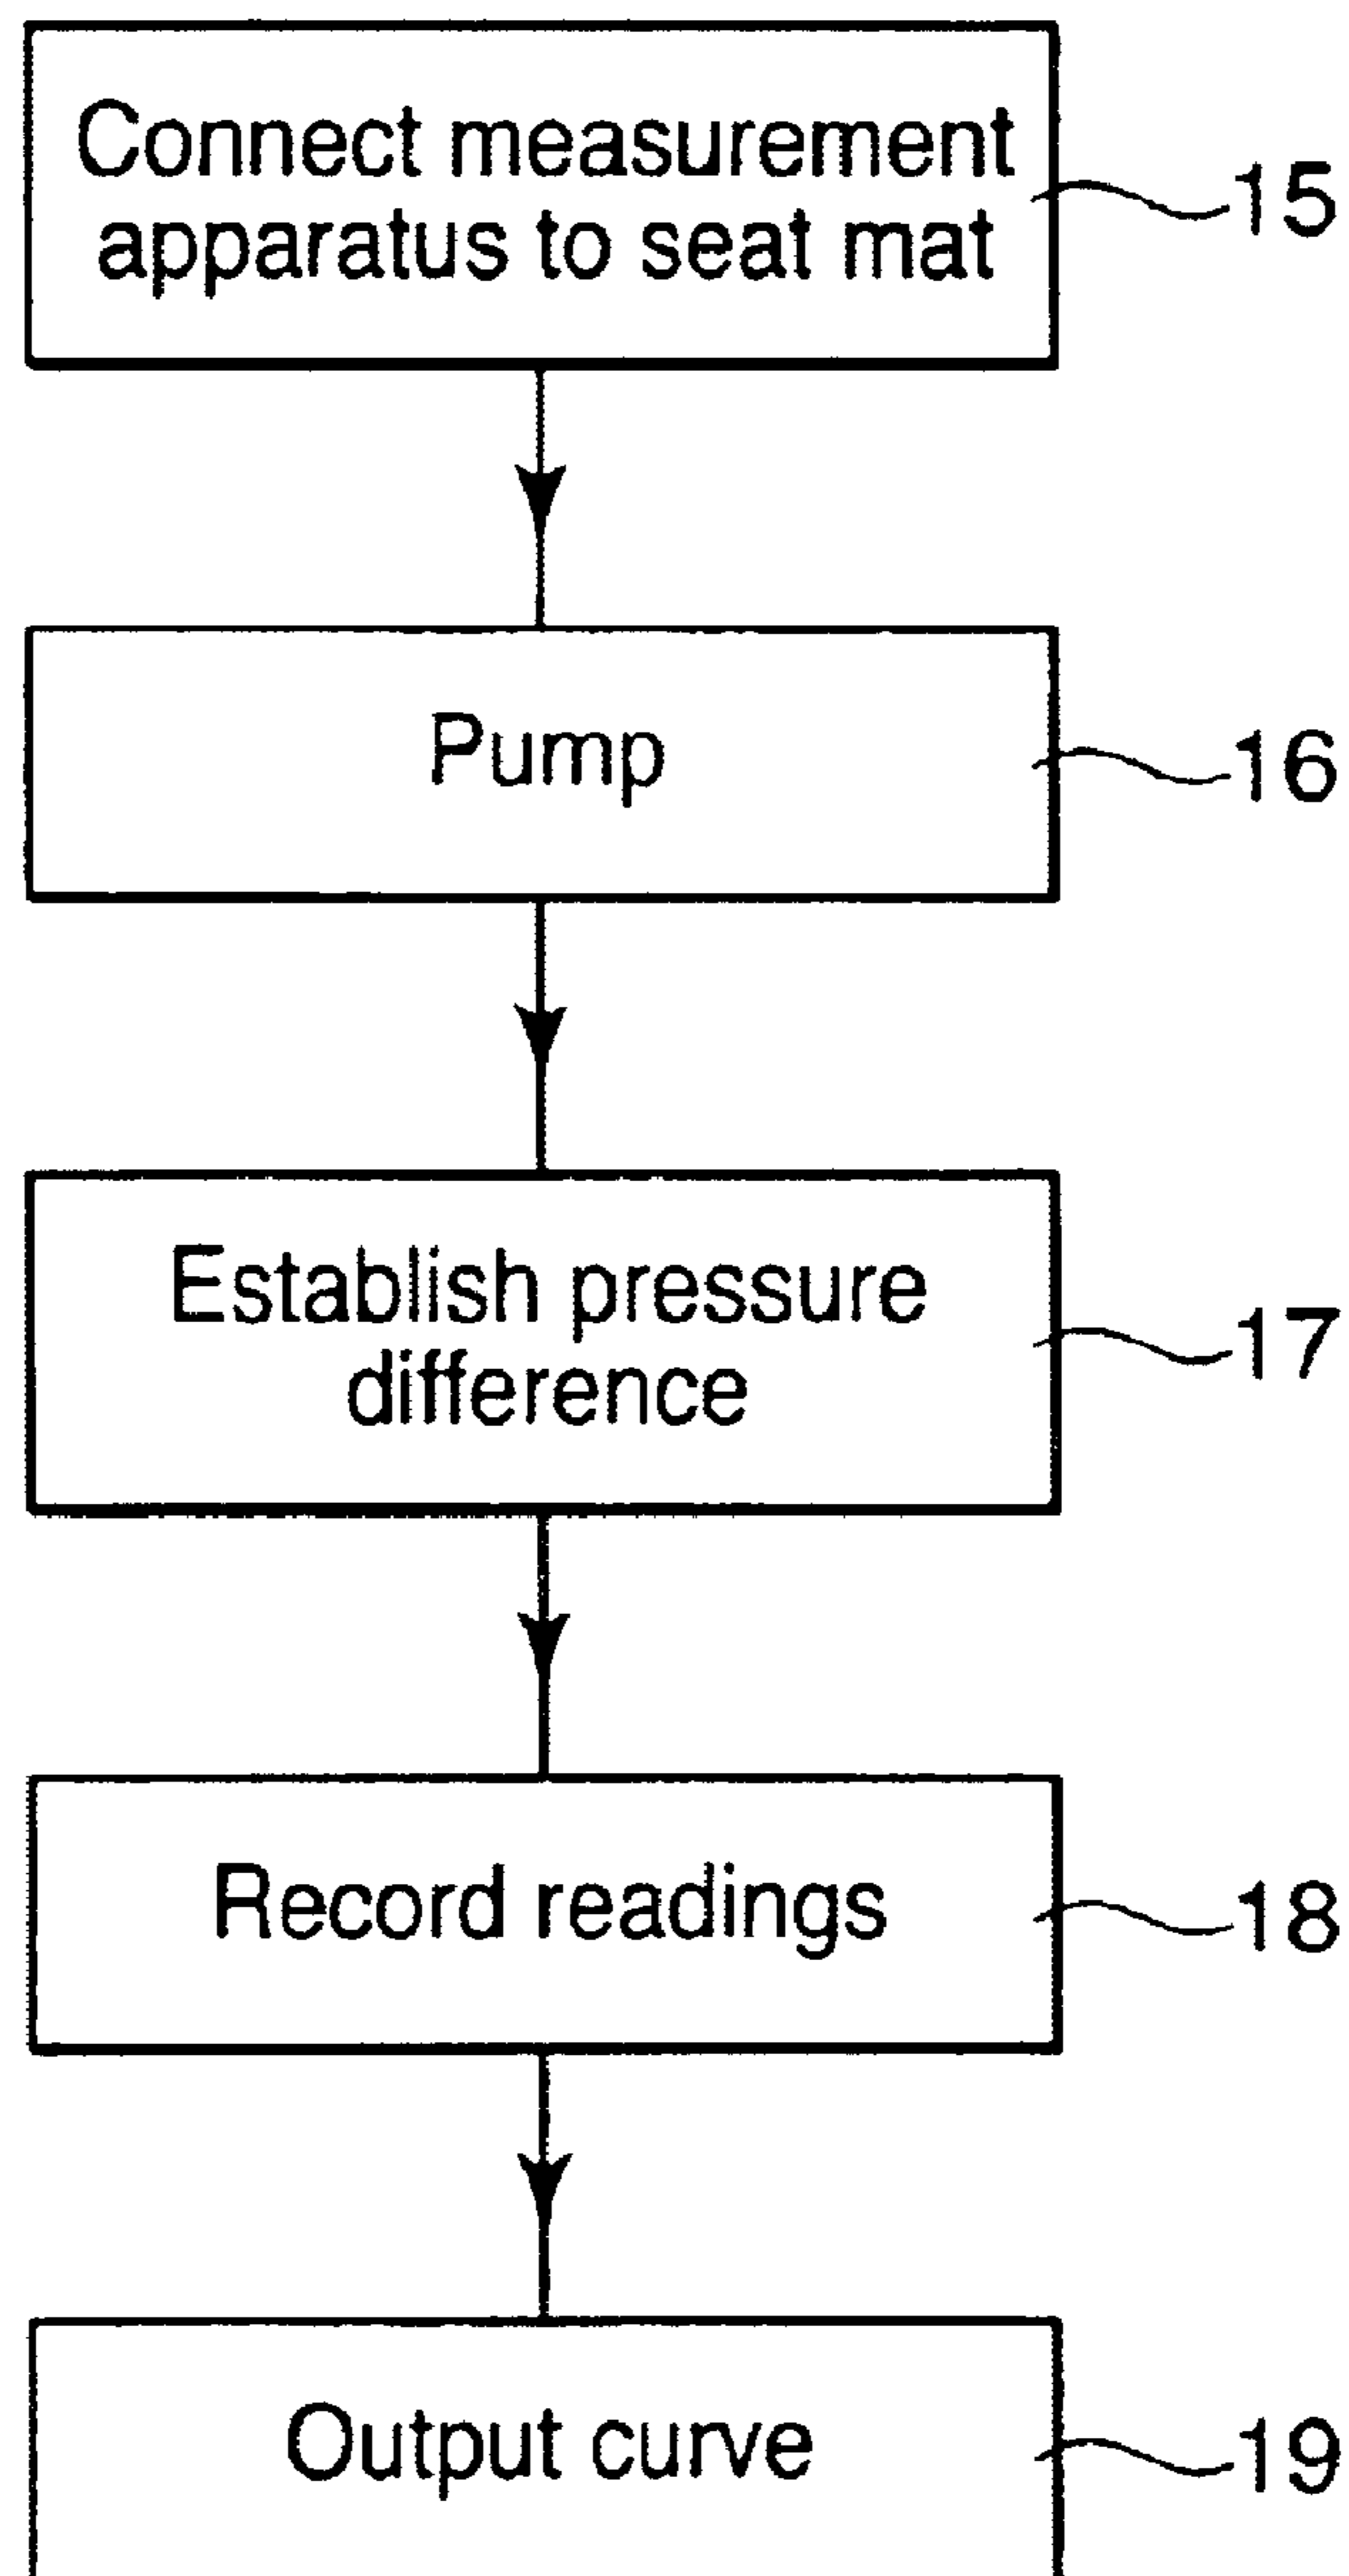 Connect measurement
apparatus to seat mat
15
Pump
16
Establish pressure
difference
17
Record readings
18
Output curve
19